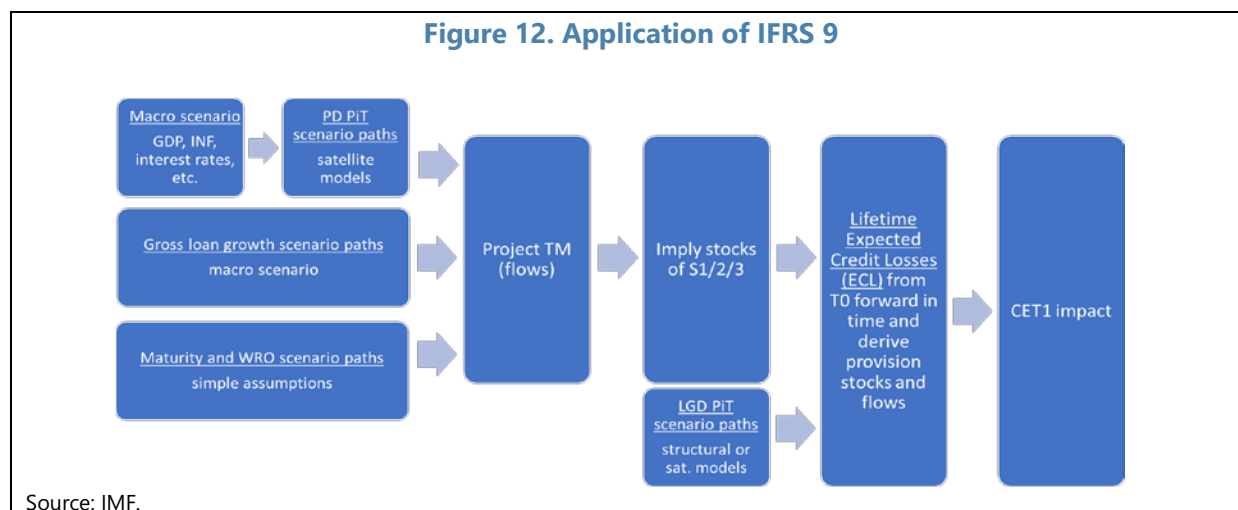 Figure 12. Application of IFRS 9
Macro scenario
GDP, INF,
interest rates,
etc.
PD PiT
scenario paths
satellite
models
Gross loan growth scenario paths
macro scenario
Maturity and WRO scenario paths
simple assumptions
Project TM
(flows)
Imply stocks
of S1/2/3
LGD PiT
scenario paths
structural or
sat. models
Lifetime
Expected
Credit Losses
(ECL) from
T0 forward in
time and
derive
provision
stocks and
flows
CET1 impact
Source: IMF.